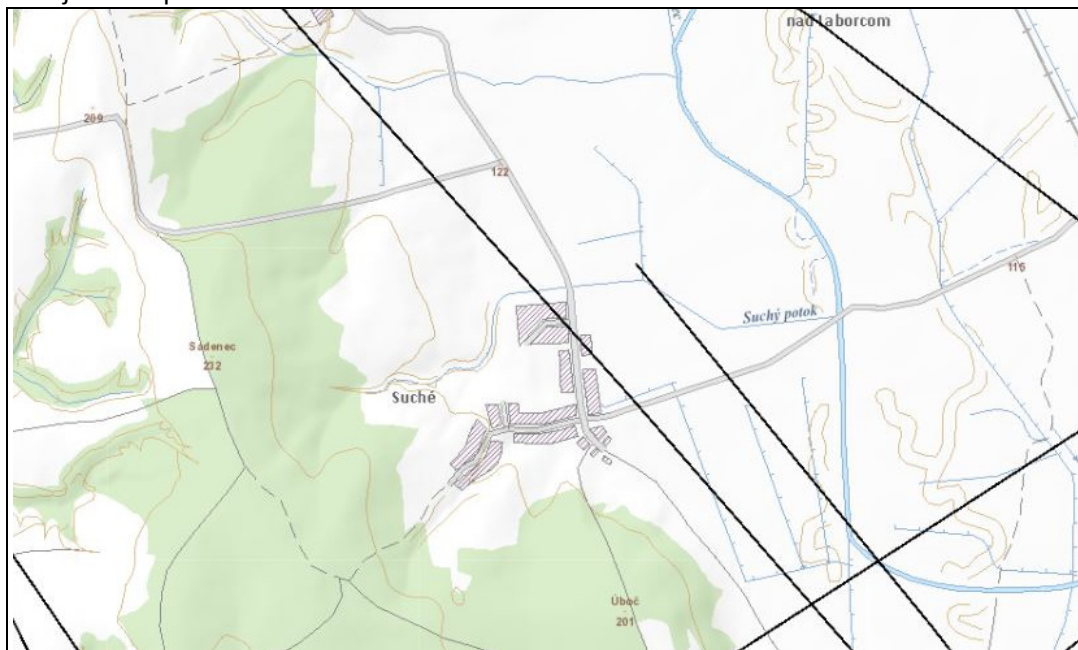 nad Laborcom
209
122
116
Suchý potok
Sádenec
232
Suché
Úboč
201